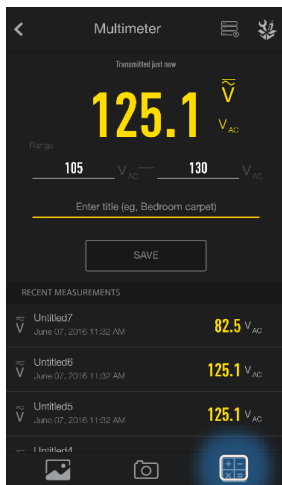 Multimeter
Transmitted just now
125.1 V VAC
Range
105 VAC — 130 VAC
Enter title (eg, Bedroom carpet)
SAVE
RECENT MEASUREMENTS
V Untitled7 82.5 VAC
June 07, 2016 11:32 AM
V Untitled6 125.1 VAC
June 07, 2016 11:32 AM
V Untitled5 125.1 VAC
June 07, 2016 11:32 AM
V Untitled4